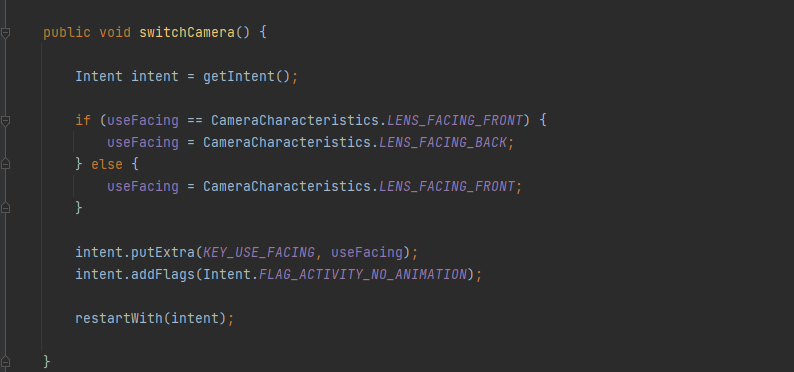 public void switchCamera() {
Intent intent = getIntent();
if (useFacing == CameraCharacteristics.LENS_FACING_FRONT) {
useFacing = CameraCharacteristics.LENS_FACING_BACK;
} else {
useFacing = CameraCharacteristics.LENS_FACING_FRONT;
}
intent.putExtra(KEY_USE_FACING, useFacing);
intent.addFlags(Intent.FLAG_ACTIVITY_NO_ANIMATION);
restartWith(intent);
}